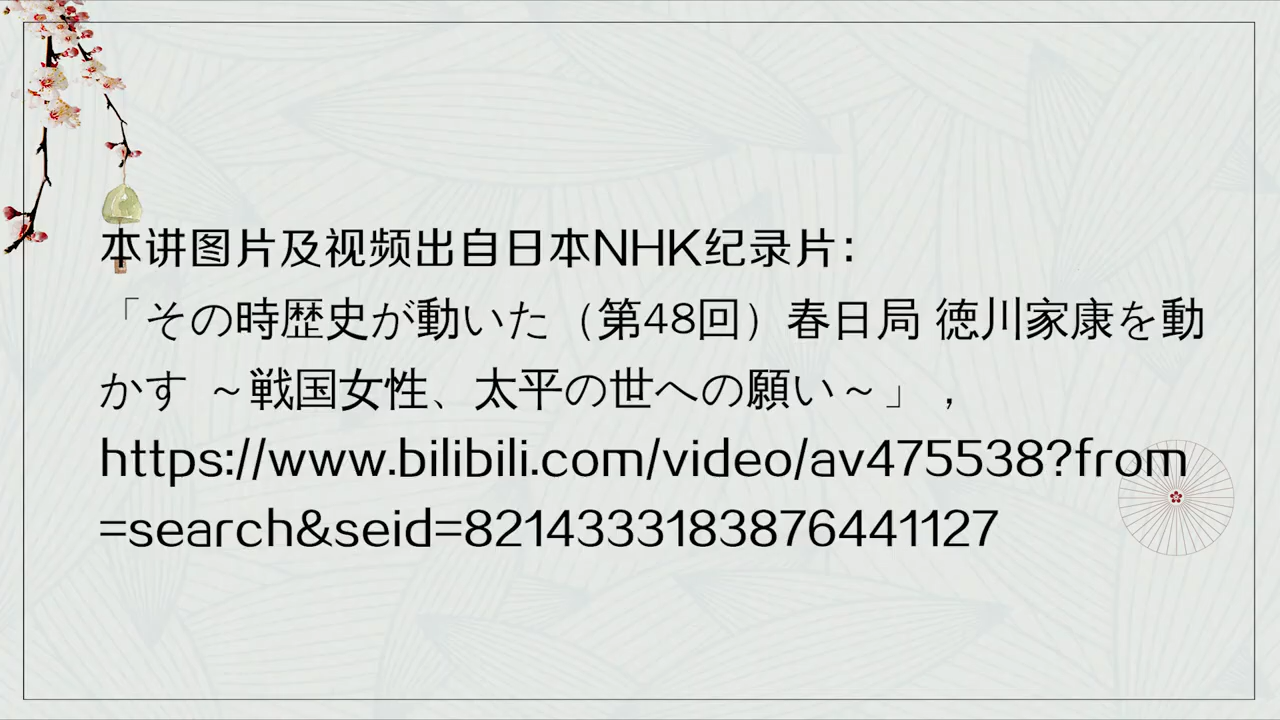 本讲图片及视频出自日本NHK纪录片：
「その時歴史が動いた（第48回）春日局 徳川家康を動
かす ～戦国女性、太平の世への願い～」，
https://www.bilibili.com/video/av475538?from
=search&seid=8214333183876441127